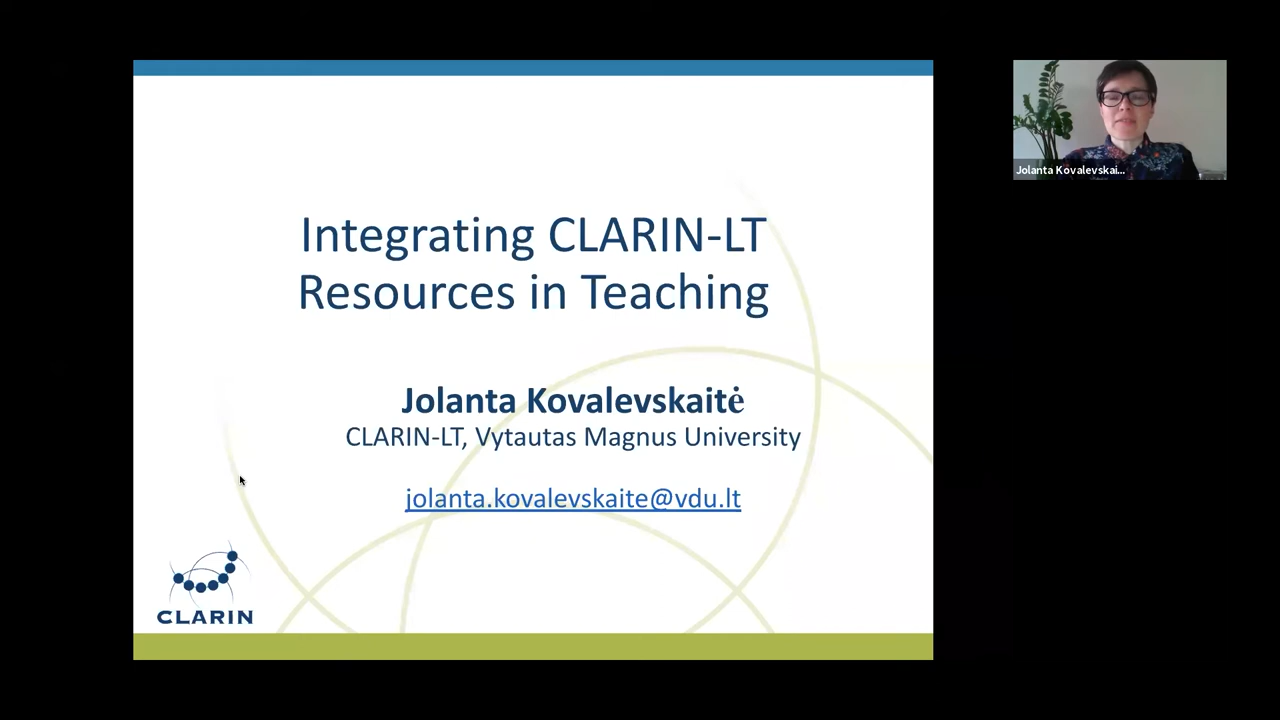 Integrating CLARIN-LT
Resources in Teaching
Jolanta Kovalevskaitė
CLARIN-LT, Vytautas Magnus University
jolanta.kovalevskaite@vdu.lt
CLARIN
Jolanta Kovalevskai...